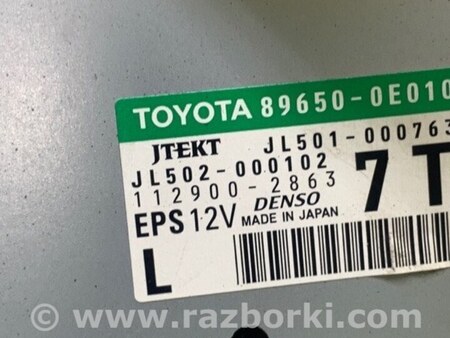 TOYOTA 89650-0E010
JTEKT JL501-000763
JL502-000102
112900-2863 7T
EPS 12V DENSO
MADE IN JAPAN
L
© www.razborki.com